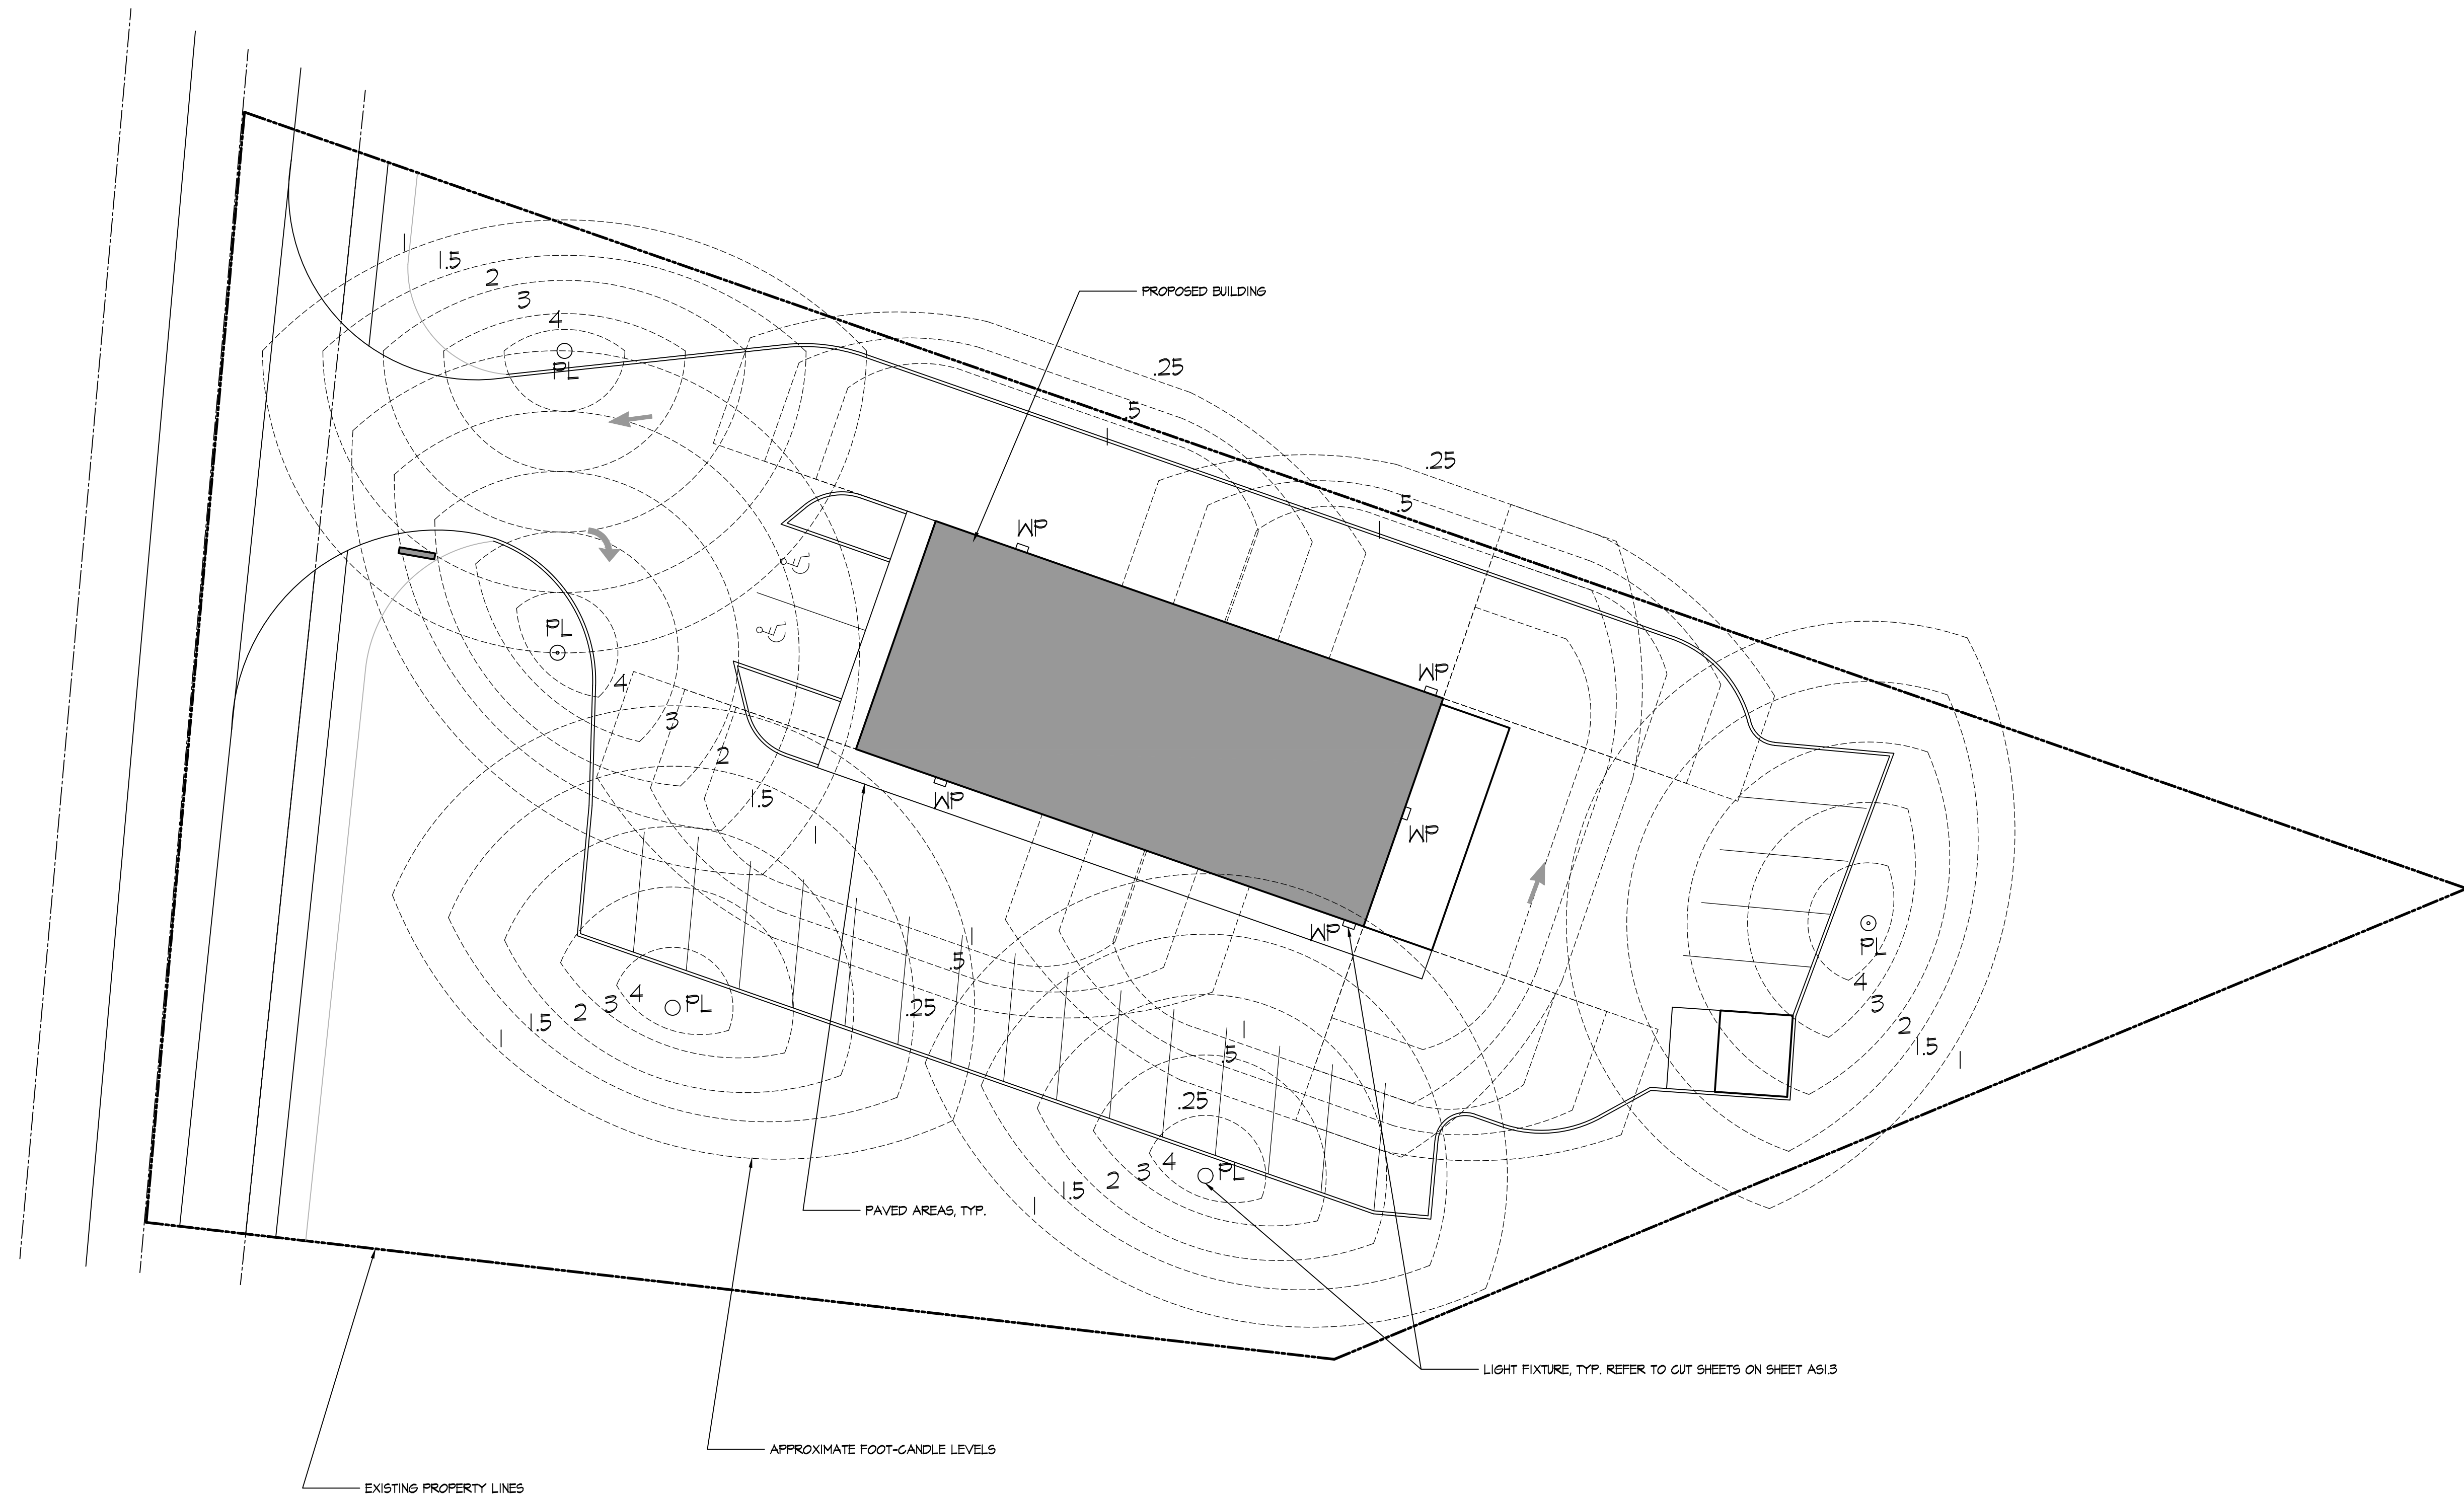 1
1.5
2
3
4
PL
PROPOSED BUILDING
.25
.5
1
.25
.5
1
WP
WP
WP
WP
WP
PL
4
3
2
1.5
1
PL
4
3
2
1.5
1
1
.5
.25
PL
4
3
2
1.5
1
1
.5
.25
PL
4
3
2
1.5
1
PAVED AREAS, TYP.
LIGHT FIXTURE, TYP. REFER TO CUT SHEETS ON SHEET AS1.3
APPROXIMATE FOOT-CANDLE LEVELS
EXISTING PROPERTY LINES